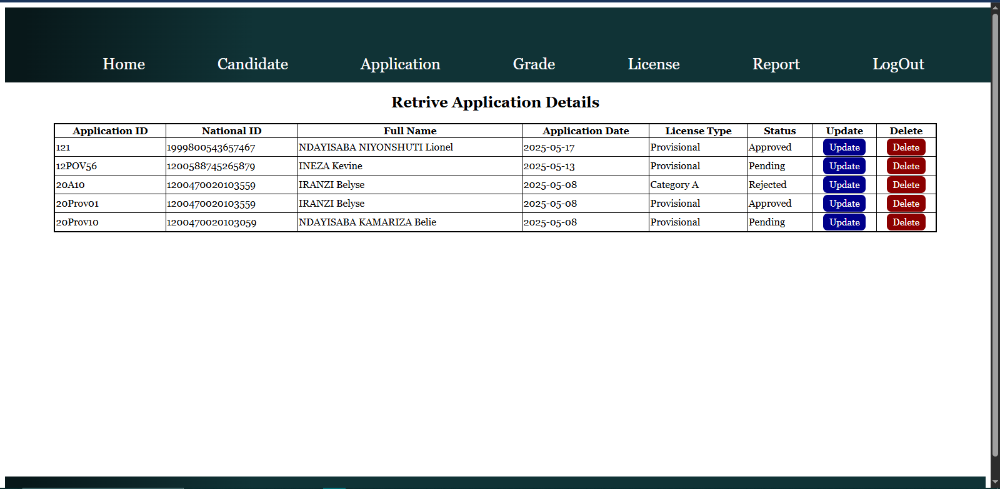 Home Candidate Application Grade License Report LogOut
Retrive Application Details
Application ID National ID Full Name Application Date License Type Status Update Delete
121 1999800543657467 NDAYISABA NIYONSHUTI Lionel 2025-05-17 Provisional Approved Update Delete
12POV56 1200588745265879 INEZA Kevine 2025-05-13 Provisional Pending Update Delete
20A10 1200470020103559 IRANZI Belyse 2025-05-08 Category A Rejected Update Delete
20Prov01 1200470020103559 IRANZI Belyse 2025-05-08 Provisional Approved Update Delete
20Prov10 1200470020103059 NDAYISABA KAMARIZA Belie 2025-05-08 Provisional Pending Update Delete